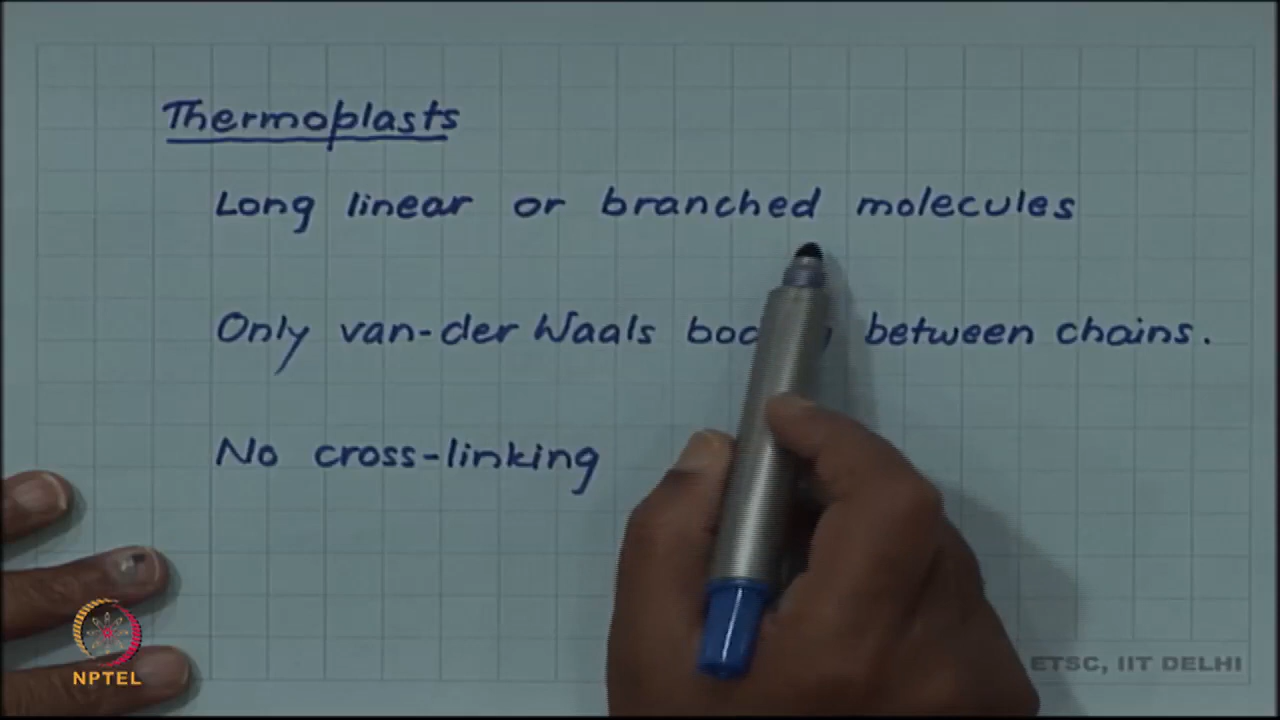 Thermoplasts
Long linear or branched molecules
Only van-der Waals between chains.
No cross-linking
NPTEL
ETSC, IIT DELHI